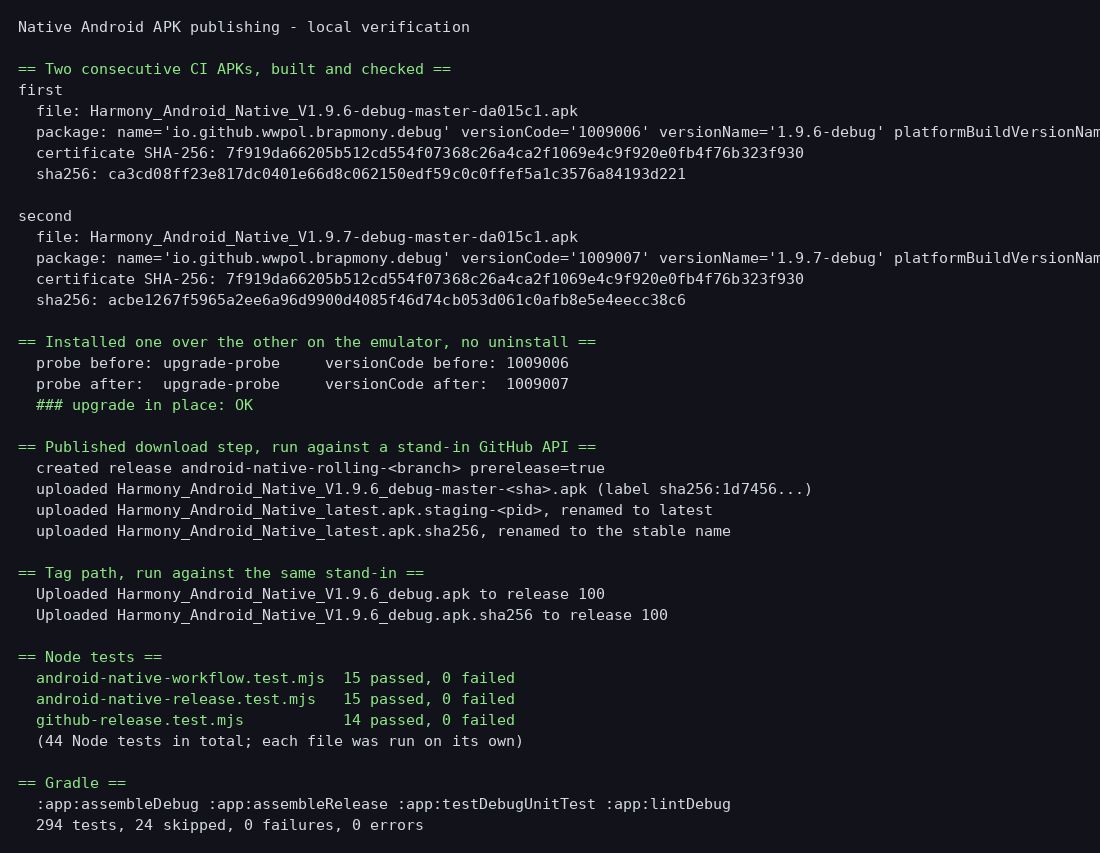 Native Android APK publishing - local verification
== Two consecutive CI APKs, built and checked ==
first
file: Harmony_Android_Native_V1.9.6-debug-master-da015c1.apk
package: name='io.github.wwpol.brapmony.debug' versionCode='1009006' versionName='1.9.6-debug' platformBuildVersionNam
certificate SHA-256: 7f919da66205b512cd554f07368c26a4ca2f1069e4c9f920e0fb4f76b323f930
sha256: ca3cd08ff23e817dc0401e66d8c062150edf59c0c0ffef5a1c3576a84193d221
second
file: Harmony_Android_Native_V1.9.7-debug-master-da015c1.apk
package: name='io.github.wwpol.brapmony.debug' versionCode='1009007' versionName='1.9.7-debug' platformBuildVersionNam
certificate SHA-256: 7f919da66205b512cd554f07368c26a4ca2f1069e4c9f920e0fb4f76b323f930
sha256: acbe1267f5965a2ee6a96d9900d4085f46d74cb053d061c0afb8e5e4eecc38c6
== Installed one over the other on the emulator, no uninstall ==
probe before: upgrade-probe     versionCode before: 1009006
probe after:  upgrade-probe     versionCode after:  1009007
### upgrade in place: OK
== Published download step, run against a stand-in GitHub API ==
created release android-native-rolling-<branch> prerelease=true
uploaded Harmony_Android_Native_V1.9.6_debug-master-<sha>.apk (label sha256:1d7456...)
uploaded Harmony_Android_Native_latest.apk.staging-<pid>, renamed to latest
uploaded Harmony_Android_Native_latest.apk.sha256, renamed to the stable name
== Tag path, run against the same stand-in ==
Uploaded Harmony_Android_Native_V1.9.6_debug.apk to release 100
Uploaded Harmony_Android_Native_V1.9.6_debug.apk.sha256 to release 100
== Node tests ==
android-native-workflow.test.mjs  15 passed, 0 failed
android-native-release.test.mjs   15 passed, 0 failed
github-release.test.mjs           14 passed, 0 failed
(44 Node tests in total; each file was run on its own)
== Gradle ==
:app:assembleDebug :app:assembleRelease :app:testDebugUnitTest :app:lintDebug
294 tests, 24 skipped, 0 failures, 0 errors